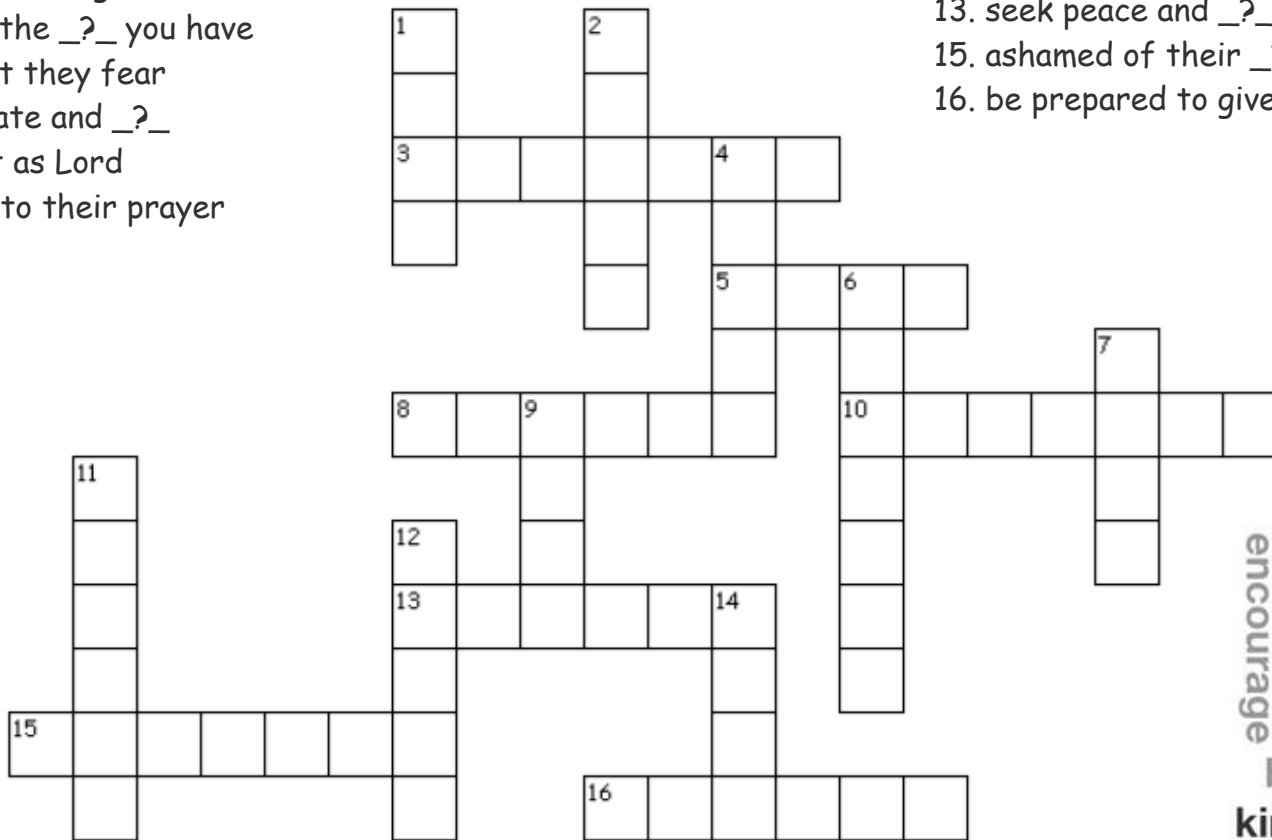 the _?_ you have
t they fear
ate and _?_
as Lord
to their prayer
13. seek peace and _?_
15. ashamed of their _
16. be prepared to give
1
2
3
4
5
6
7
8
9
10
11
12
13
14
15
16
encourage